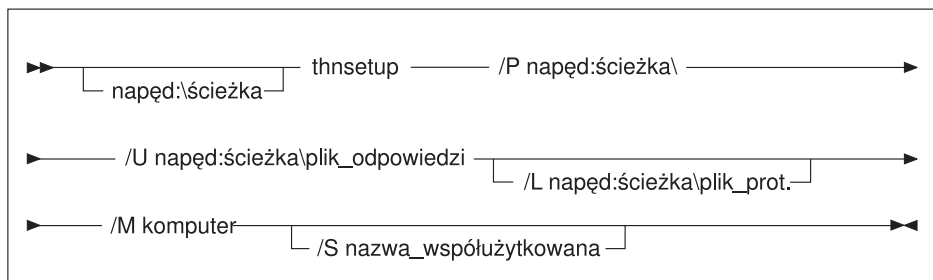 thnsetup /P napęd:ścieżka\
napęd:\ścieżka
/U napęd:ścieżka\plik_odpowiedzi
/L napęd:ścieżka\plik_prot.
/M komputer
/S nazwa_współużytkowana